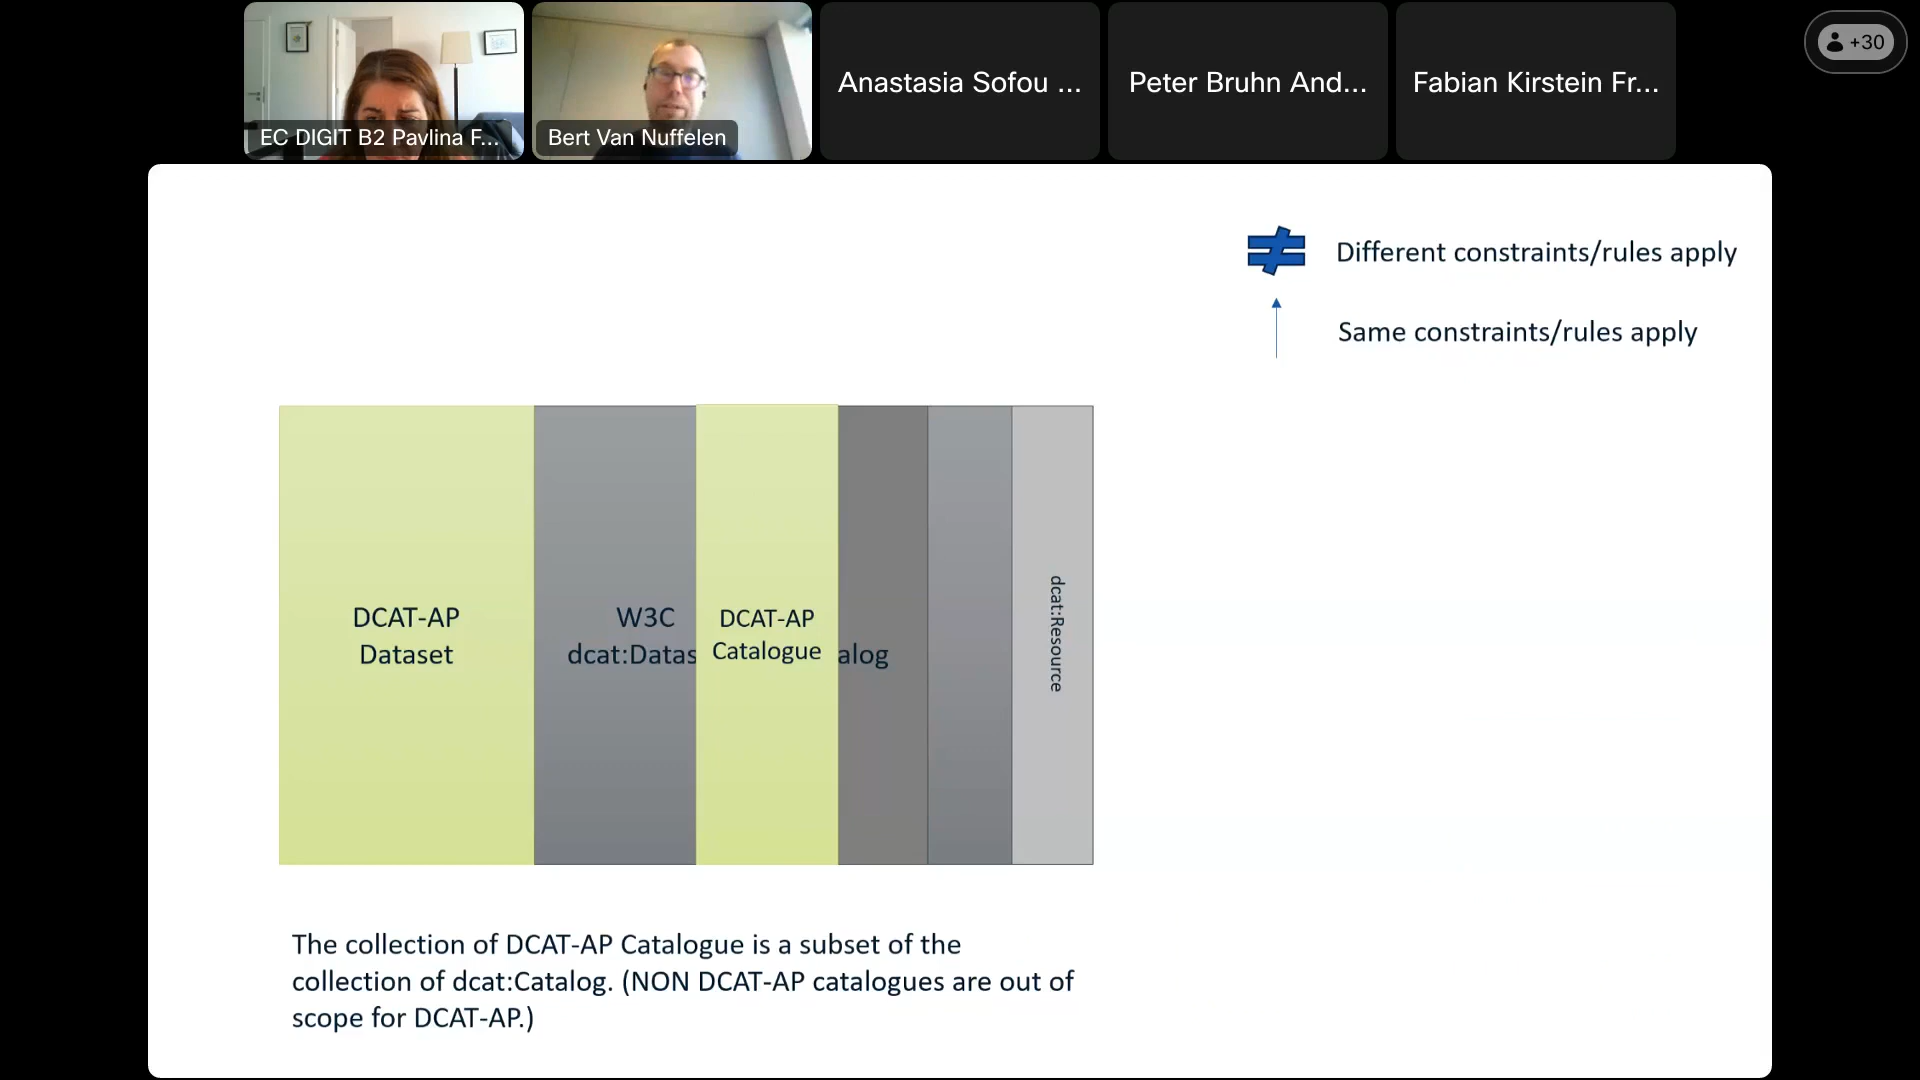 EC DIGIT B2 Pavlina F...
Bert Van Nuffelen
Anastasia Sofou ...
Peter Bruhn And...
Fabian Kirstein Fr...
+30
Different constraints/rules apply
Same constraints/rules apply
DCAT-AP
Dataset
W3C
dcat:Datas
DCAT-AP
Catalogue
alog
dcat:Resource
The collection of DCAT-AP Catalogue is a subset of the
collection of dcat:Catalog. (NON DCAT-AP catalogues are out of
scope for DCAT-AP.)